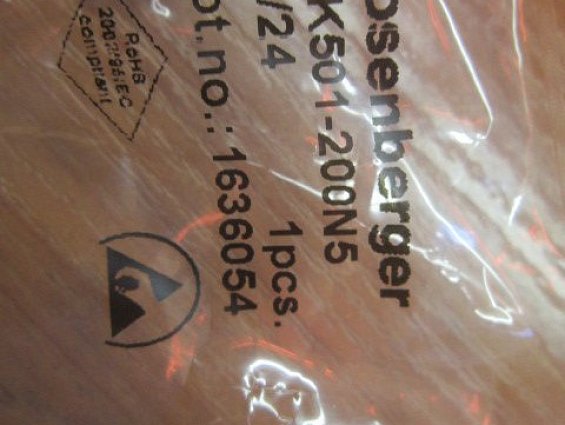 osenberger
K501-200N5
/24 1pcs.
ot.no.: 1636054
RoHS
compliant